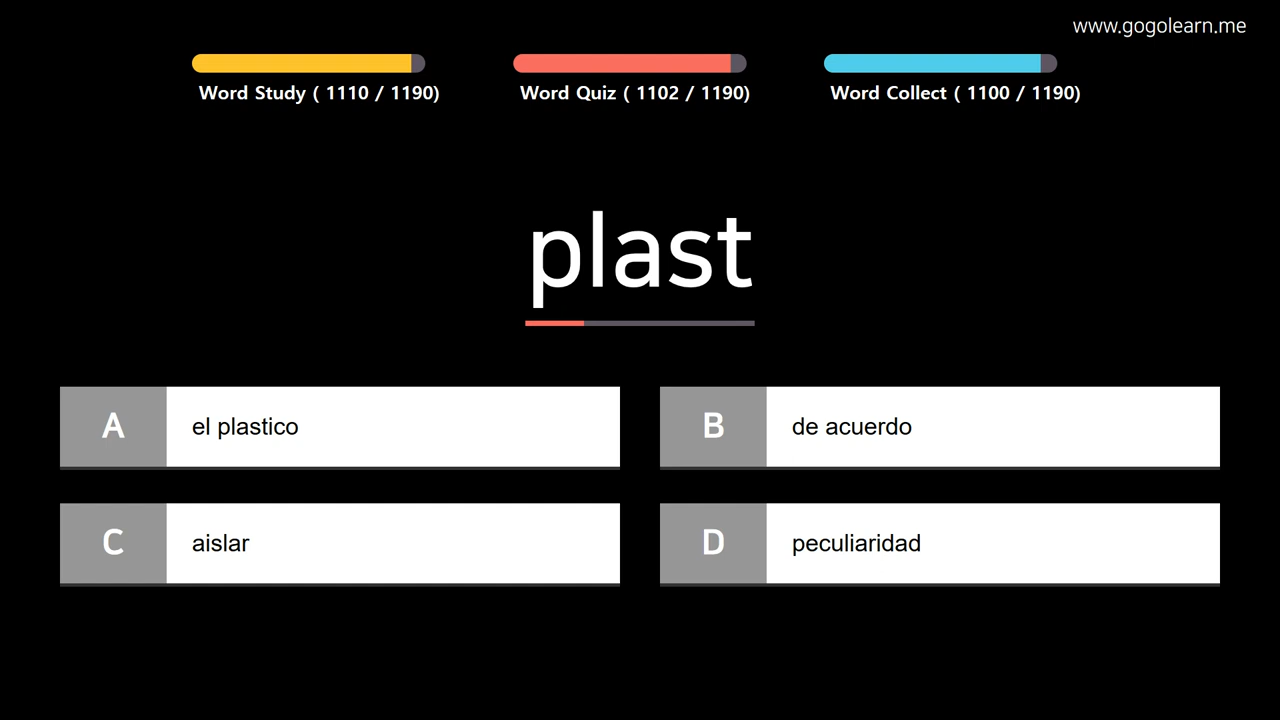 www.gogolearn.me
Word Study ( 1110 / 1190)
Word Quiz ( 1102 / 1190)
Word Collect ( 1100 / 1190)
plast
A el plastico
B de acuerdo
C aislar
D peculiaridad